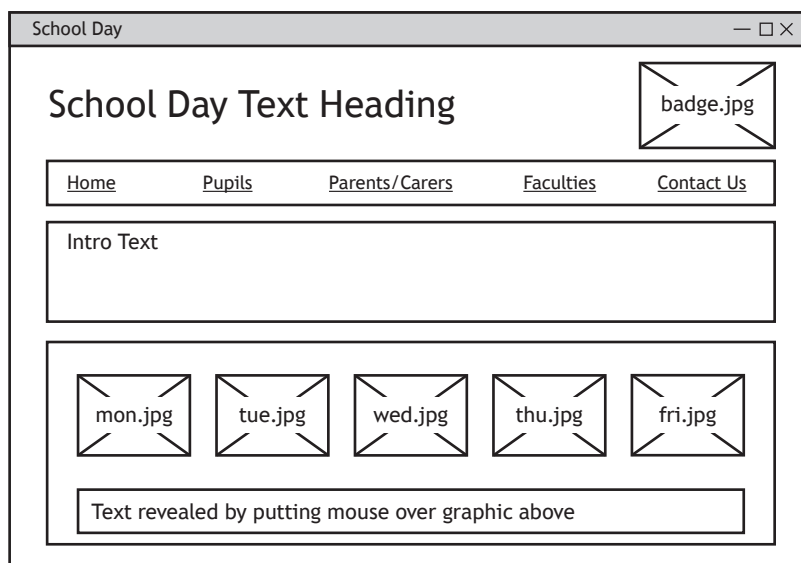 School Day
School Day Text Heading
badge.jpg
Home Pupils Parents/Carers Faculties Contact Us
Intro Text
mon.jpg tue.jpg wed.jpg thu.jpg fri.jpg
Text revealed by putting mouse over graphic above